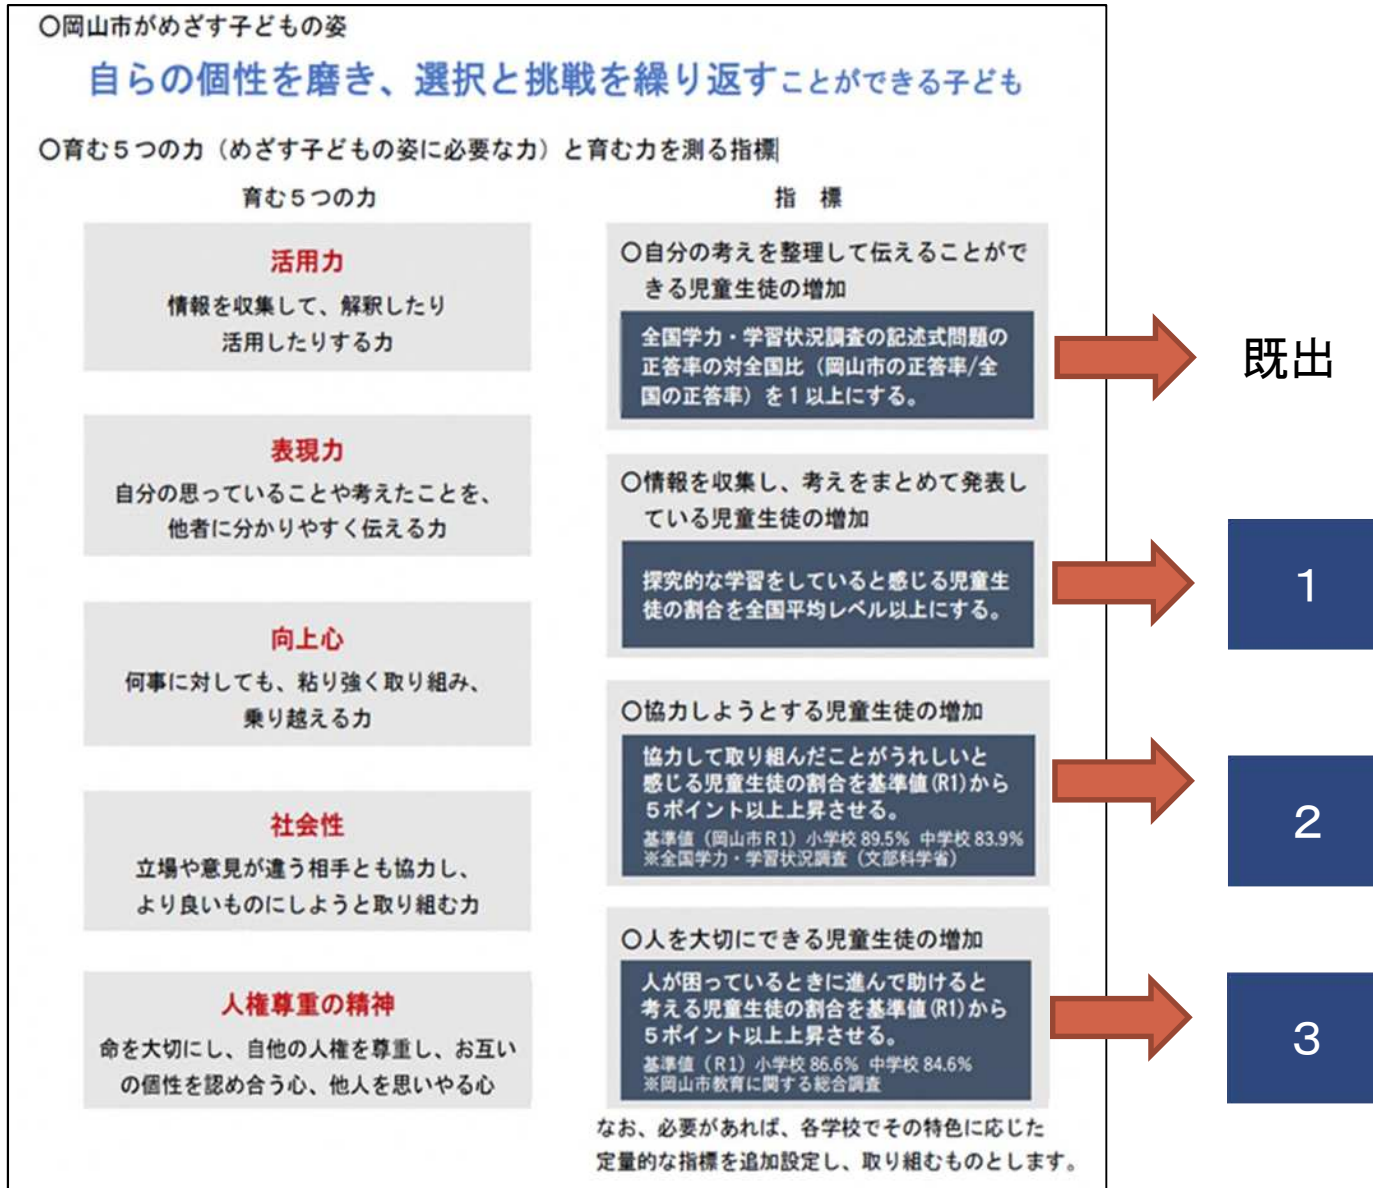 〇岡山市がめざす子どもの姿
自らの個性を磨き、選択と挑戦を繰り返すことができる子ども
〇育む５つの力（めざす子どもの姿に必要な力）と育む力を測る指標
育む５つの力
活用力
情報を収集して、解釈したり
活用したりする力
表現力
自分の思っていることや考えたことを、
他者に分かりやすく伝える力
向上心
何事に対しても、粘り強く取り組み、
乗り越える力
社会性
立場や意見が違う相手とも協力し、
より良いものにしようと取り組む力
人権尊重の精神
命を大切にし、自他の人権を尊重し、お互い
の個性を認め合う心、他人を思いやる心
指　標
〇自分の考えを整理して伝えることがで
きる児童生徒の増加
全国学力・学習状況調査の記述式問題の
正答率の対全国比（岡山市の正答率/全
国の正答率）を１以上にする。
既出
〇情報を収集し、考えをまとめて発表し
ている児童生徒の増加
探究的な学習をしていると感じる児童生
徒の割合を全国平均レベル以上にする。
１
〇協力しようとする児童生徒の増加
協力して取り組んだことがうれしいと
感じる児童生徒の割合を基準値(R1)から
５ポイント以上上昇させる。
基準値（岡山市Ｒ１）小学校 89.5% 中学校 83.9%
※全国学力・学習状況調査（文部科学省）
２
〇人を大切にできる児童生徒の増加
人が困っているときに進んで助けると
考える児童生徒の割合を基準値(R1)から
５ポイント以上上昇させる。
基準値（Ｒ１）小学校 86.6% 中学校 84.6%
※岡山市教育に関する総合調査
３
なお、必要があれば、各学校でその特色に応じた
定量的な指標を追加設定し、取り組むものとします。